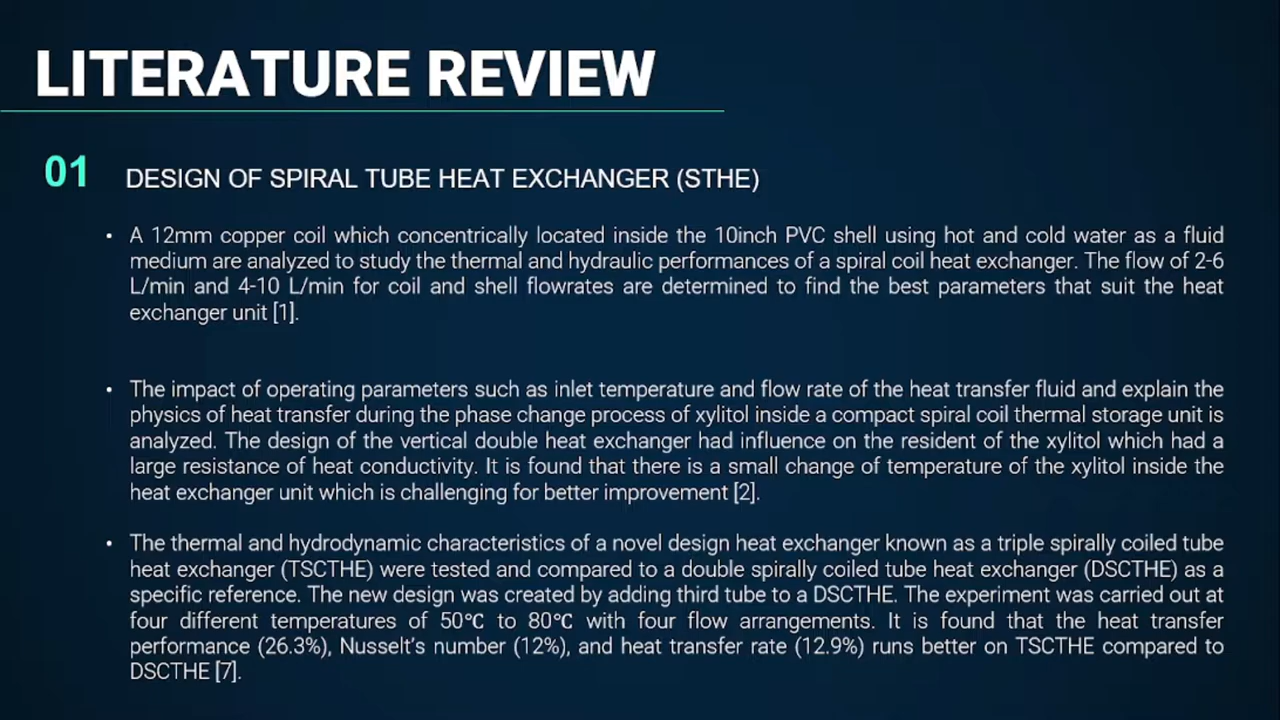 LITERATURE REVIEW
01 DESIGN OF SPIRAL TUBE HEAT EXCHANGER (STHE)
• A 12mm copper coil which concentrically located inside the 10inch PVC shell using hot and cold water as a fluid
medium are analyzed to study the thermal and hydraulic performances of a spiral coil heat exchanger. The flow of 2-6
L/min and 4-10 L/min for coil and shell flowrates are determined to find the best parameters that suit the heat
exchanger unit [1].
• The impact of operating parameters such as inlet temperature and flow rate of the heat transfer fluid and explain the
physics of heat transfer during the phase change process of xylitol inside a compact spiral coil thermal storage unit is
analyzed. The design of the vertical double heat exchanger had influence on the resident of the xylitol which had a
large resistance of heat conductivity. It is found that there is a small change of temperature of the xylitol inside the
heat exchanger unit which is challenging for better improvement [2].
• The thermal and hydrodynamic characteristics of a novel design heat exchanger known as a triple spirally coiled tube
heat exchanger (TSCTHE) were tested and compared to a double spirally coiled tube heat exchanger (DSCTHE) as a
specific reference. The new design was created by adding third tube to a DSCTHE. The experiment was carried out at
four different temperatures of 50℃ to 80℃ with four flow arrangements. It is found that the heat transfer
performance (26.3%), Nusselt's number (12%), and heat transfer rate (12.9%) runs better on TSCTHE compared to
DSCTHE [7].